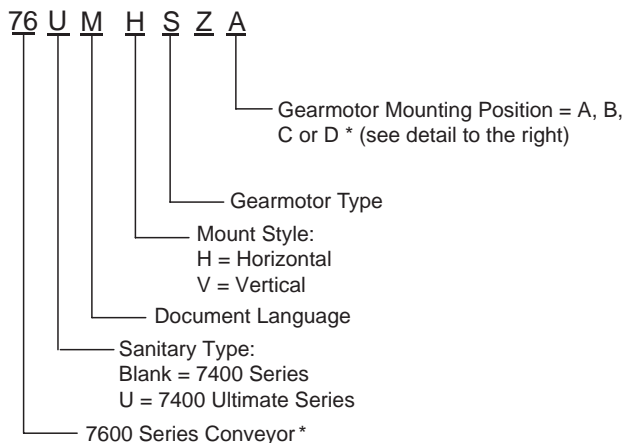 76 U M H S Z A
Gearmotor Mounting Position = A, B,
C or D * (see detail to the right)
Gearmotor Type
Mount Style:
H = Horizontal
V = Vertical
Document Language
Sanitary Type:
Blank = 7400 Series
U = 7400 Ultimate Series
7600 Series Conveyor *